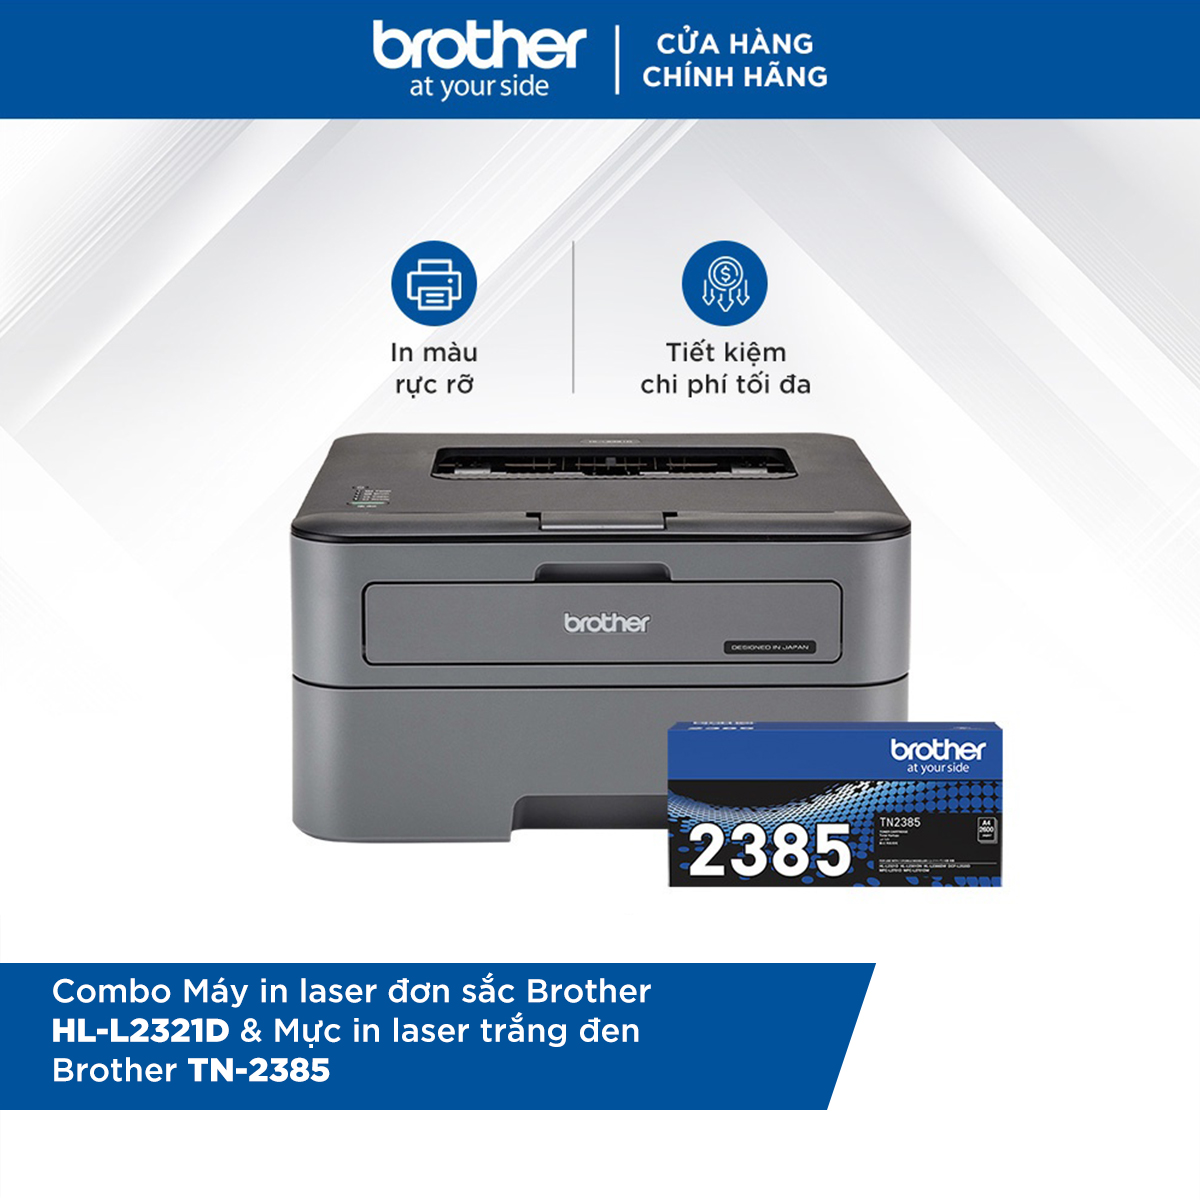 brother
at your side
CỬA HÀNG
CHÍNH HÃNG
In màu
rực rỡ
Tiết kiệm
chi phí tối đa
brother
DESIGNED IN JAPAN
2385
brother
at your side
TN2385
A4
2600
2385
Combo Máy in laser đơn sắc Brother
HL-L2321D & Mực in laser trắng đen
Brother TN-2385